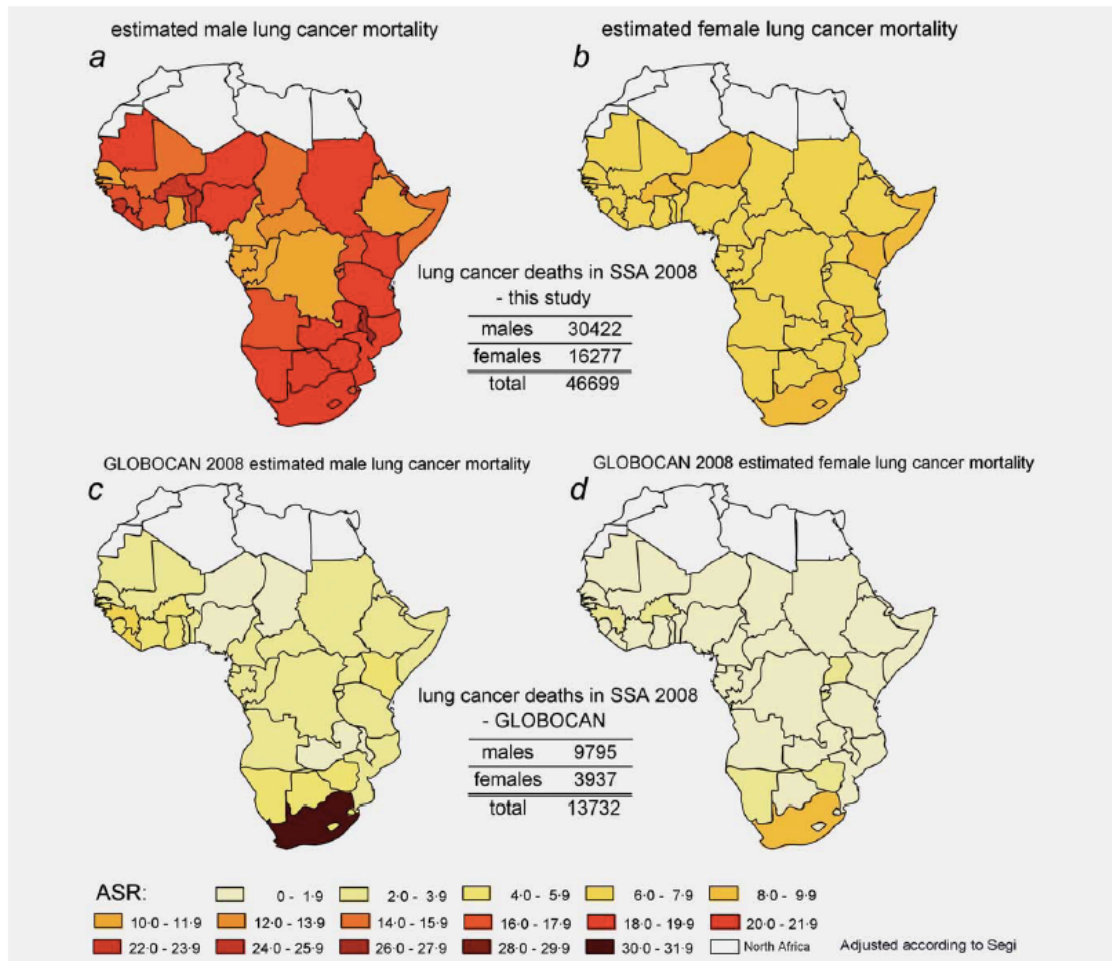 estimated male lung cancer mortality
estimated female lung cancer mortality
a
b
lung cancer deaths in SSA 2008
- this study
males 30422
females 16277
total 46699
GLOBOCAN 2008 estimated male lung cancer mortality
GLOBOCAN 2008 estimated female lung cancer mortality
c
d
lung cancer deaths in SSA 2008
- GLOBOCAN
males 9795
females 3937
total 13732
ASR: 0 - 1·9 2·0 - 3·9 4·0 - 5·9 6·0 - 7·9 8·0 - 9·9
10·0 - 11·9 12·0 - 13·9 14·0 - 15·9 16·0 - 17·9 18·0 - 19·9 20·0 - 21·9
22·0 - 23·9 24·0 - 25·9 26·0 - 27·9 28·0 - 29·9 30·0 - 31·9 North Africa Adjusted according to Segi